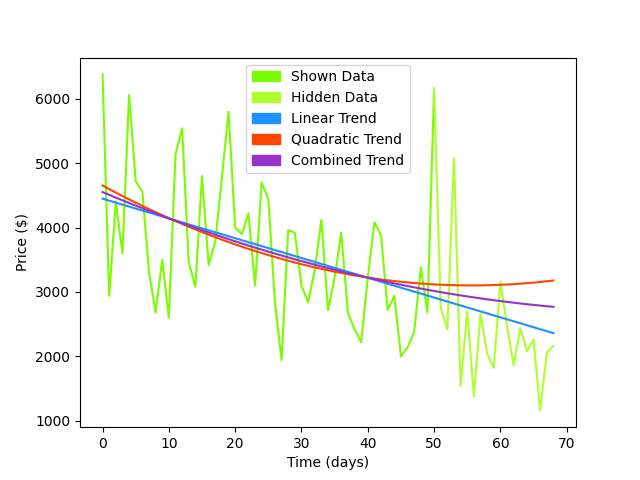 Shown Data
Hidden Data
Linear Trend
Quadratic Trend
Combined Trend
Price ($)
6000
5000
4000
3000
2000
1000
0 10 20 30 40 50 60 70
Time (days)